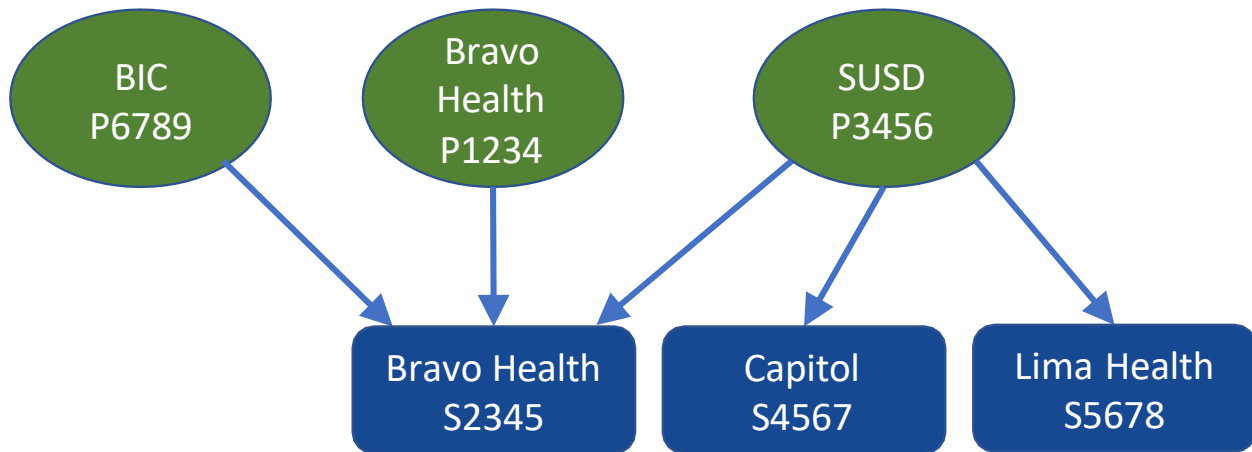 BIC
P6789
Bravo
Health
P1234
SUSD
P3456
Bravo Health
S2345
Capitol
S4567
Lima Health
S5678